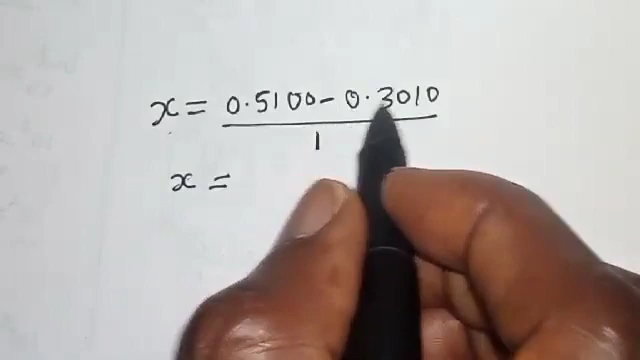 x = 0.5100 - 0.3010
1
x =